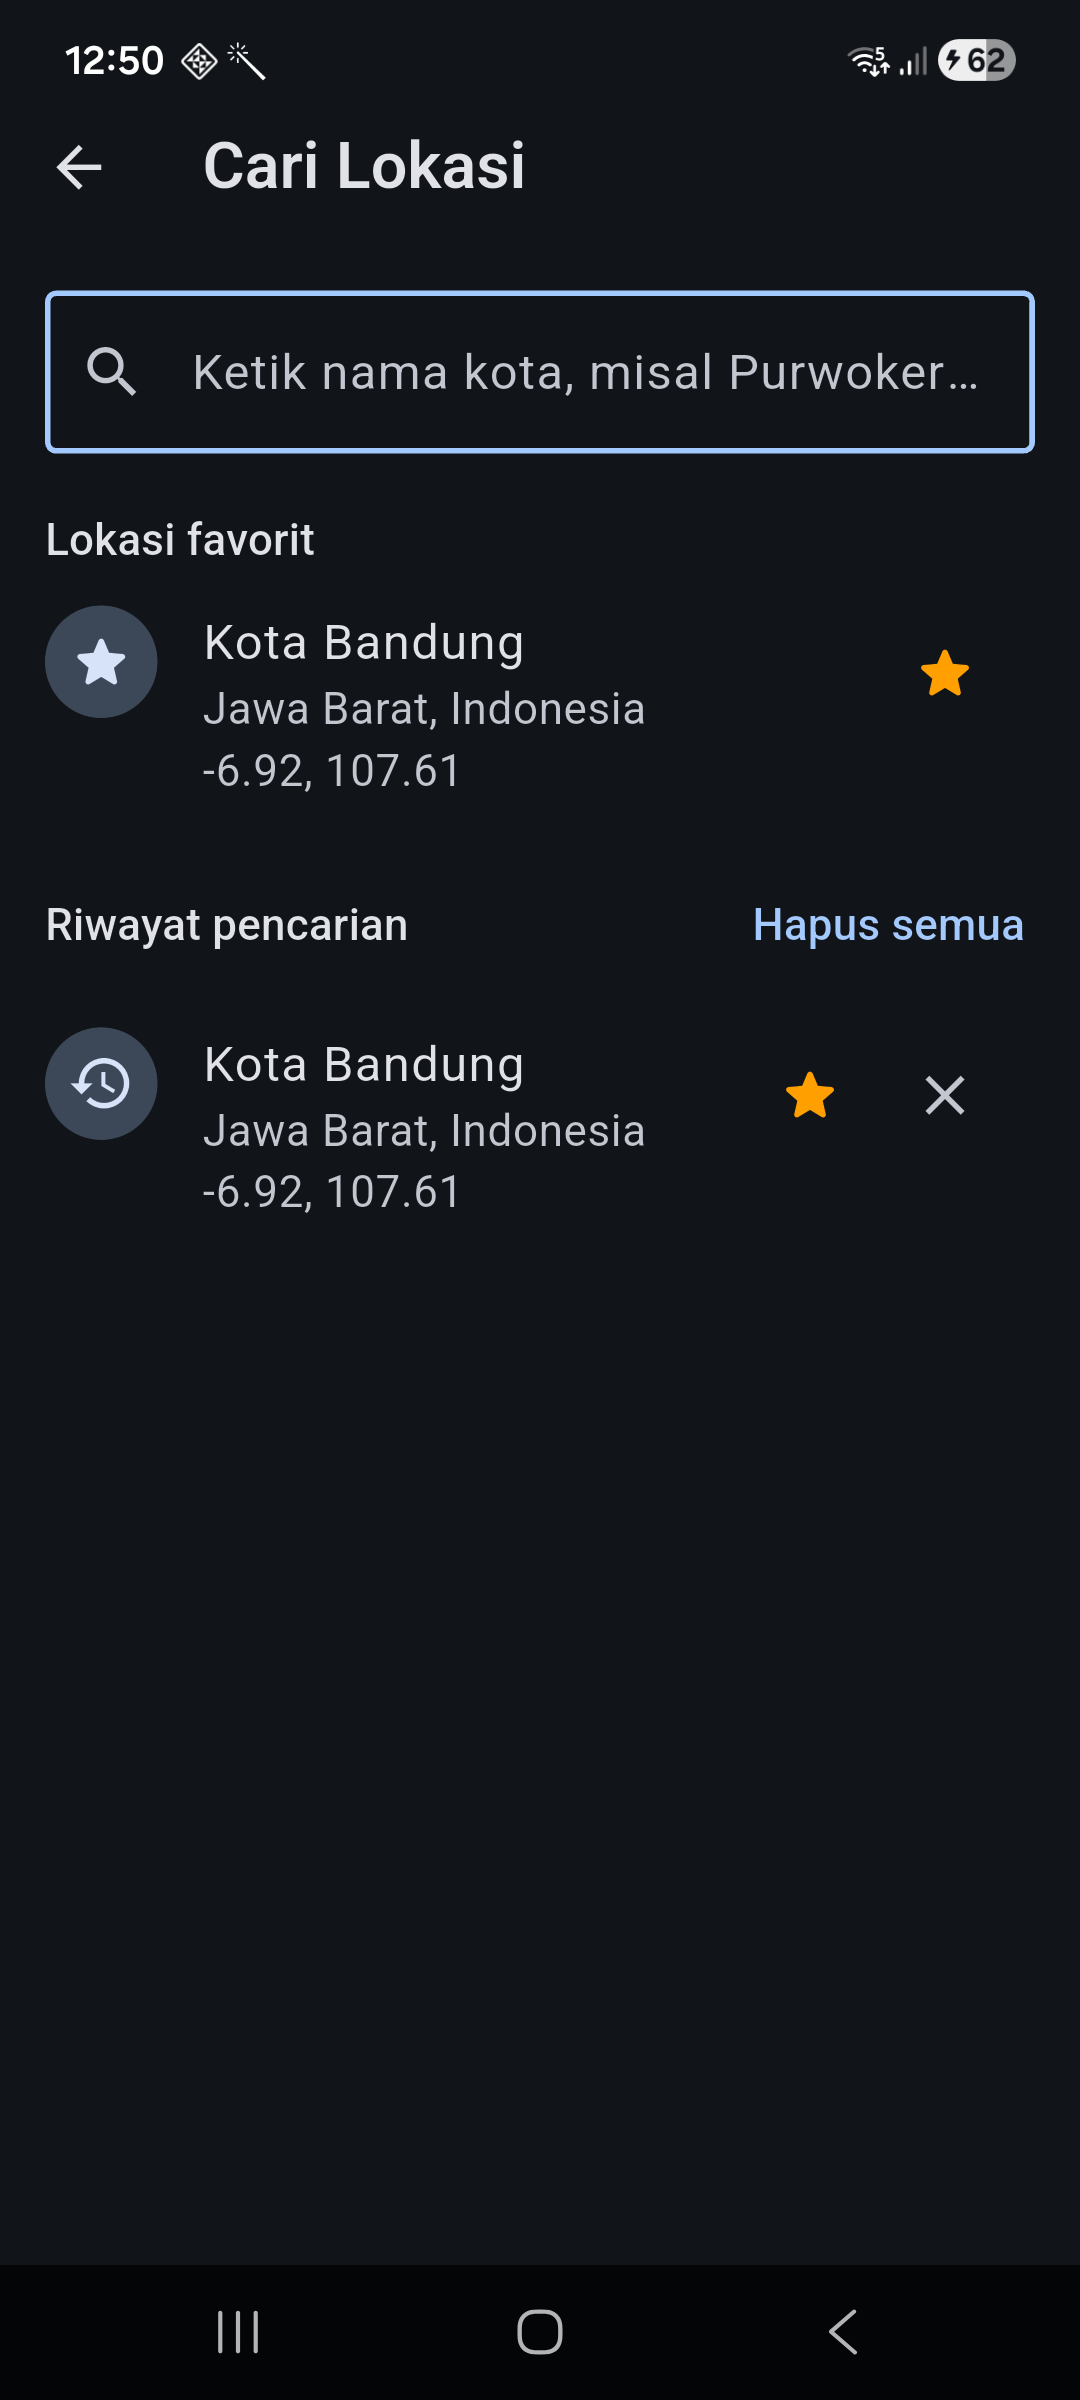 12:50
5
62
Cari Lokasi
Ketik nama kota, misal Purwoker...
Lokasi favorit
Kota Bandung
Jawa Barat, Indonesia
-6.92, 107.61
Riwayat pencarian
Hapus semua
Kota Bandung
Jawa Barat, Indonesia
-6.92, 107.61